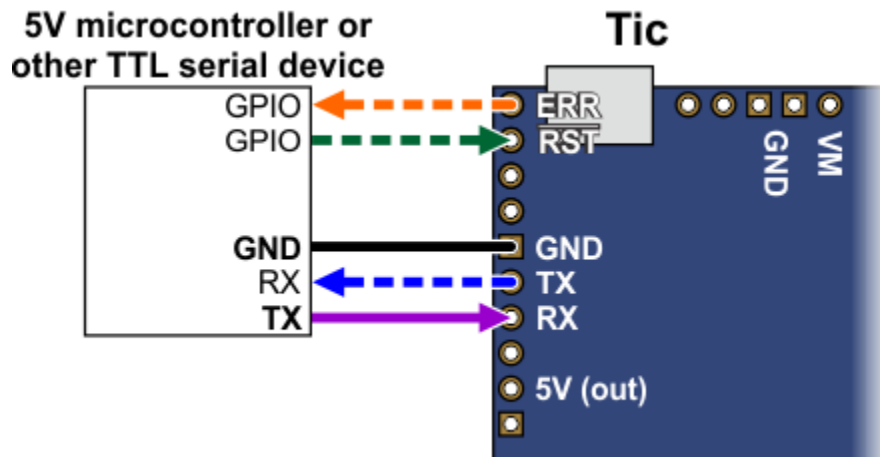 5V microcontroller or
other TTL serial device
Tic
GPIO
ERR
GPIO
RST
GND
VM
GND
GND
RX
TX
TX
RX
5V (out)